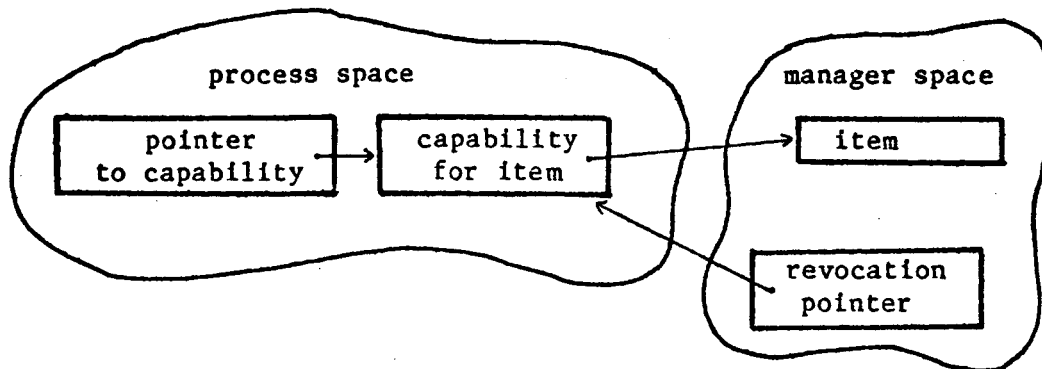 process space
pointer
to capability
capability
for item
manager space
item
revocation
pointer